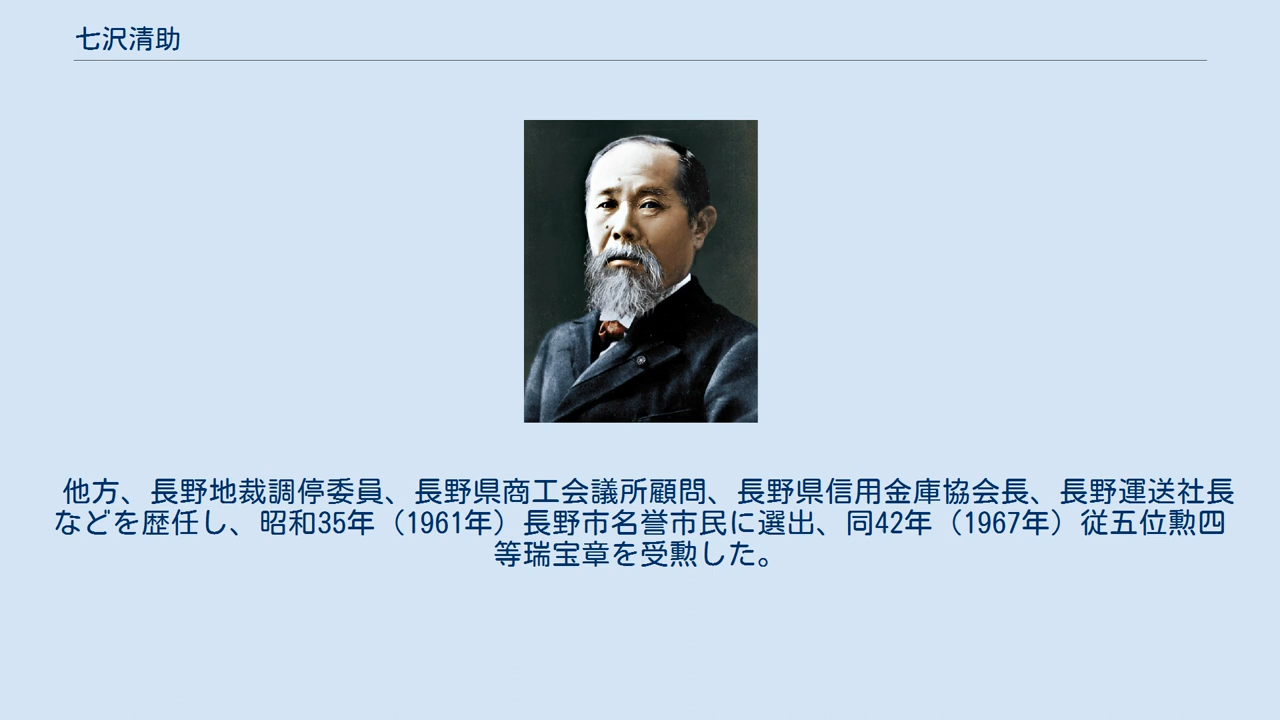 七沢清助
他方、長野地裁調停委員、長野県商工会議所顧問、長野県信用金庫協会長、長野運送社長
などを歴任し、昭和35年（1961年）長野市名誉市民に選出、同42年（1967年）従五位勲四
等瑞宝章を受勲した。